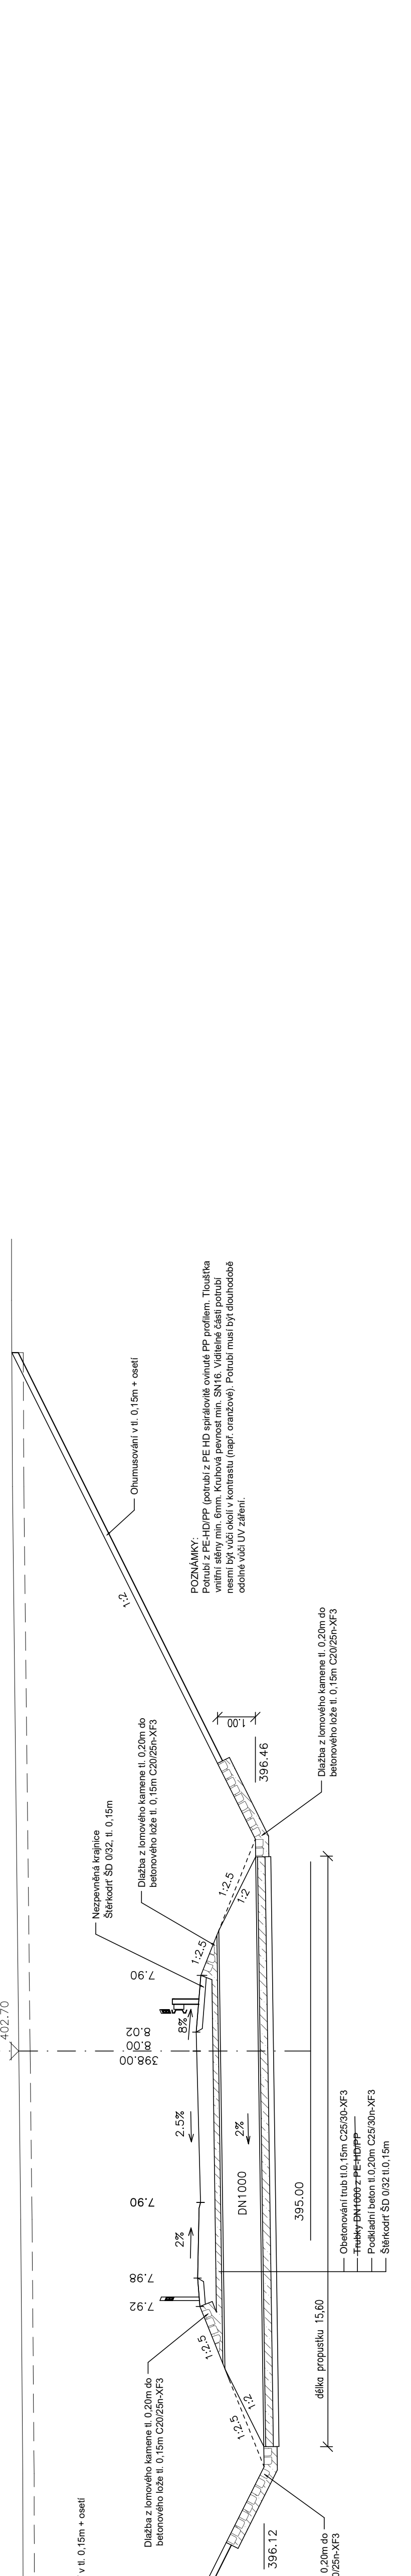 402.70
Ohumusování v tl. 0,15m + osetí
1:2
POZNÁMKY:
Potrubí z PE-HD/PP (potrubí z PE HD spirálovitě ovinuté PP profilem. Tloušťka
vnitřní stěny min. 6mm. Kruhová pevnost min. SN16. Viditelné části potrubí
nesmí být vůči okolí v kontrastu (např. oranžové). Potrubí musí být dlouhodobě
odolné vůči UV záření.
Nezpevněná krajnice
Štěrkodrť ŠD 0/32, tl. 0,15m
Dlažba z lomového kamene tl. 0,20m do
betonového lože tl. 0,15m C20/25n-XF3
1.00
396.46
Dlažba z lomového kamene tl. 0,20m do
betonového lože tl. 0,15m C20/25n-XF3
1:2.5
1:2.5
1:2
7.90
8%
8.02
8.00
398.00
2.5%
2%
DN1000
7.90
2%
7.98
7.92
395.00
Obetonování trub tl.0,15m C25/30-XF3
Trubky DN1000 z PE-HD/PP
Podkladní beton tl.0,20m C25/30n-XF3
Štěrkodrť ŠD 0/32 tl.0,15m
délka propustku 15,60
Dlažba z lomového kamene tl. 0,20m do
betonového lože tl. 0,15m C20/25n-XF3
1:2.5
1:2.5
1:2
396.12
v tl. 0,15m + osetí
0,20m do
0/25n-XF3